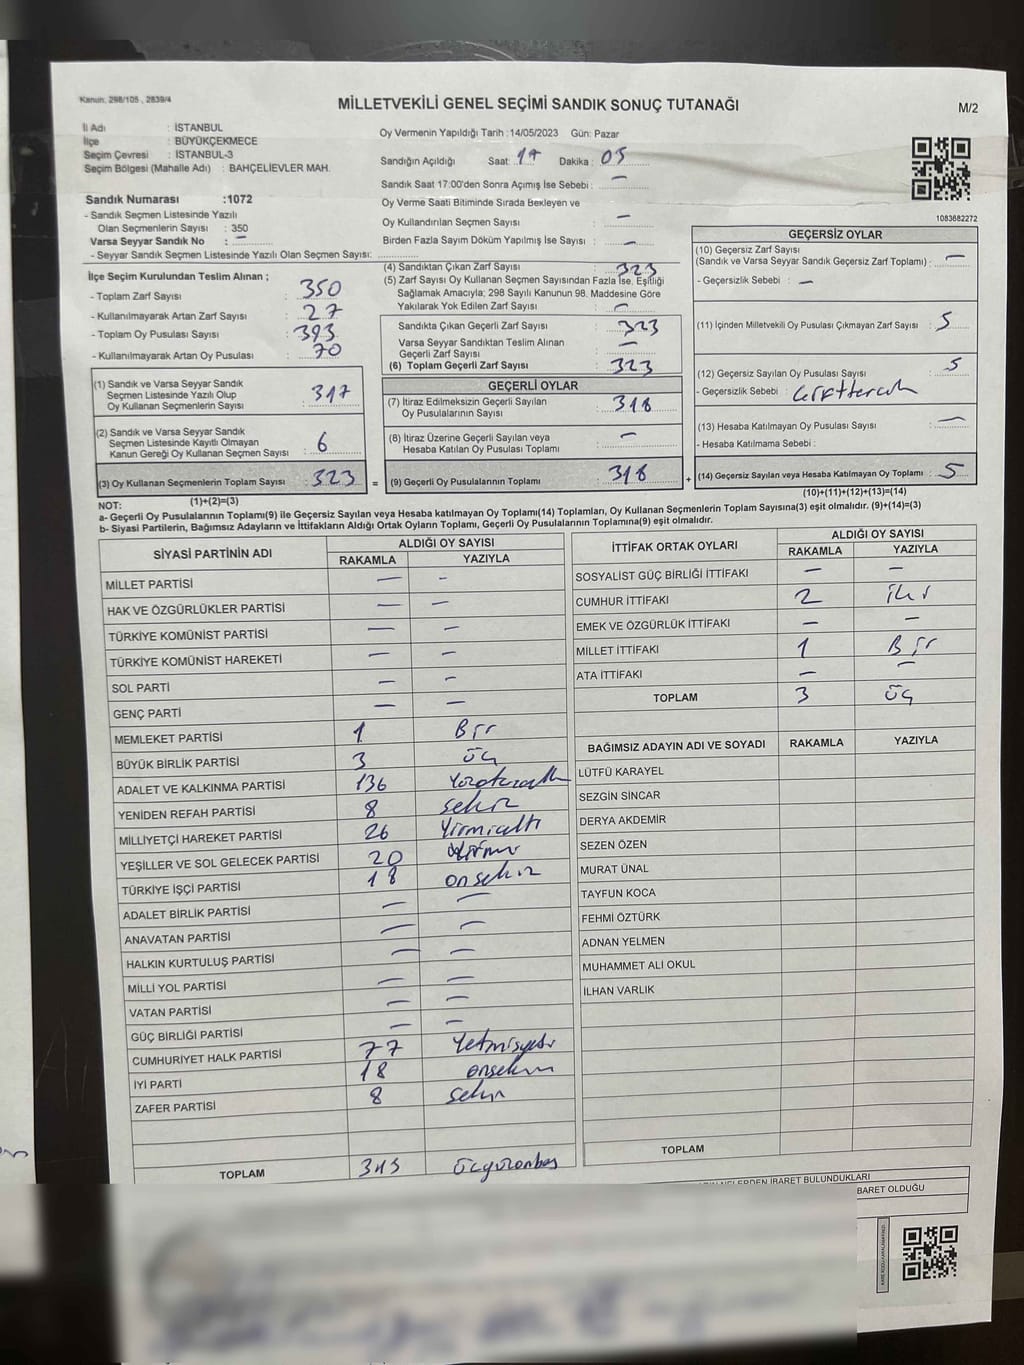 Kanun: 298/105 , 2839/4
MİLLETVEKİLİ GENEL SEÇİMİ SANDIK SONUÇ TUTANAĞI
M/2
İl Adı : İSTANBUL
İlçe : BÜYÜKÇEKMECE
Seçim Çevresi : İSTANBUL-3
Seçim Bölgesi (Mahalle Adı) : BAHÇELİEVLER MAH.
Oy Vermenin Yapıldığı Tarih :14/05/2023 Gün: Pazar
Sandığın Açıldığı Saat: 17 Dakika : 05
Sandık Saat 17:00'den Sonra Açımış İse Sebebi : —
Oy Verme Saati Bitiminde Sırada Bekleyen ve
Oy Kullandırılan Seçmen Sayısı : —
Birden Fazla Sayım Döküm Yapılmış İse Sayısı : —
Sandık Numarası :1072
- Sandık Seçmen Listesinde Yazılı
Olan Seçmenlerin Sayısı : 350
Varsa Seyyar Sandık No : —
- Seyyar Sandık Seçmen Listesinde Yazılı Olan Seçmen Sayısı:
1083682272
İlçe Seçim Kurulundan Teslim Alınan ;
- Toplam Zarf Sayısı : 350
- Kullanılmayarak Artan Zarf Sayısı : 27
- Toplam Oy Pusulası Sayısı : 393
- Kullanılmayarak Artan Oy Pusulası : 70
(1) Sandık ve Varsa Seyyar Sandık
Seçmen Listesinde Yazılı Olup
Oy Kullanan Seçmenlerin Sayısı : 317
(2) Sandık ve Varsa Seyyar Sandık
Seçmen Listesinde Kayıtlı Olmayan
Kanun Gereği Oy Kullanan Seçmen Sayısı : 6
(3) Oy Kullanan Seçmenlerin Toplam Sayısı : 323 =
(1)+(2)=(3)
(4) Sandıktan Çıkan Zarf Sayısı : 323
(5) Zarf Sayısı Oy Kullanan Seçmen Sayısından Fazla İse, Eşitliği
Sağlamak Amacıyla; 298 Sayılı Kanunun 98. Maddesine Göre
Yakılarak Yok Edilen Zarf Sayısı : —
Sandıkta Çıkan Geçerli Zarf Sayısı : 323
Varsa Seyyar Sandıktan Teslim Alınan
Geçerli Zarf Sayısı : —
(6) Toplam Geçerli Zarf Sayısı : 323
GEÇERLİ OYLAR
(7) İtiraz Edilmeksizin Geçerli Sayılan
Oy Pusulalarının Sayısı : 318
(8) İtiraz Üzerine Geçerli Sayılan veya
Hesaba Katılan Oy Pusulası Toplamı : —
(9) Geçerli Oy Pusulalarının Toplamı : 318 +
GEÇERSİZ OYLAR
(10) Geçersiz Zarf Sayısı
(Sandık ve Varsa Seyyar Sandık Geçersiz Zarf Toplamı) : —
- Geçersizlik Sebebi : —
(11) İçinden Milletvekili Oy Pusulası Çıkmayan Zarf Sayısı : 5
(12) Geçersiz Sayılan Oy Pusulası Sayısı : 5
- Geçersizlik Sebebi :
(13) Hesaba Katılmayan Oy Pusulası Sayısı : —
- Hesaba Katılmama Sebebi :
(14) Geçersiz Sayılan veya Hesaba Katılmayan Oy Toplamı : 5
(10)+(11)+(12)+(13)=(14)
NOT:
a- Geçerli Oy Pusulalarının Toplamı(9) ile Geçersiz Sayılan veya Hesaba katılmayan Oy Toplamı(14) Toplamları, Oy Kullanan Seçmenlerin Toplam Sayısına(3) eşit olmalıdır. (9)+(14)=(3)
b- Siyasi Partilerin, Bağımsız Adayların ve İttifakların Aldığı Ortak Oyların Toplamı, Geçerli Oy Pusulalarının Toplamına(9) eşit olmalıdır.
SİYASİ PARTİNİN ADI ALDIĞI OY SAYISI
RAKAMLA YAZIYLA
MİLLET PARTİSİ — —
HAK VE ÖZGÜRLÜKLER PARTİSİ — —
TÜRKİYE KOMÜNİST PARTİSİ — —
TÜRKİYE KOMÜNİST HAREKETİ — —
SOL PARTİ — —
GENÇ PARTİ — —
MEMLEKET PARTİSİ 1 Bir
BÜYÜK BİRLİK PARTİSİ 3 üç
ADALET VE KALKINMA PARTİSİ 136
YENİDEN REFAH PARTİSİ 8 sekiz
MİLLİYETÇİ HAREKET PARTİSİ 26 Yirmialtı
YEŞİLLER VE SOL GELECEK PARTİSİ 20
TÜRKİYE İŞÇİ PARTİSİ 18 onsekiz
ADALET BİRLİK PARTİSİ — —
ANAVATAN PARTİSİ — —
HALKIN KURTULUŞ PARTİSİ — —
MİLLİ YOL PARTİSİ — —
VATAN PARTİSİ — —
GÜÇ BİRLİĞİ PARTİSİ — —
CUMHURİYET HALK PARTİSİ 77 Yetmişyedi
İYİ PARTİ 18 onsekiz
ZAFER PARTİSİ 8 sekiz
TOPLAM 315 Üçyüzonbeş
İTTİFAK ORTAK OYLARI ALDIĞI OY SAYISI
RAKAMLA YAZIYLA
SOSYALİST GÜÇ BİRLİĞİ İTTİFAKI — —
CUMHUR İTTİFAKI 2 iki
EMEK VE ÖZGÜRLÜK İTTİFAKI — —
MİLLET İTTİFAKI 1 Bir
ATA İTTİFAKI — —
TOPLAM 3 üç
BAĞIMSIZ ADAYIN ADI VE SOYADI RAKAMLA YAZIYLA
LÜTFÜ KARAYEL
SEZGİN SİNCAR
DERYA AKDEMİR
SEZEN ÖZEN
MURAT ÜNAL
TAYFUN KOCA
FEHMİ ÖZTÜRK
ADNAN YELMEN
MUHAMMET ALİ OKUL
İLHAN VARLIK
TOPLAM
NELERDEN İBARET BULUNDUKLARI
BARET OLDUĞU